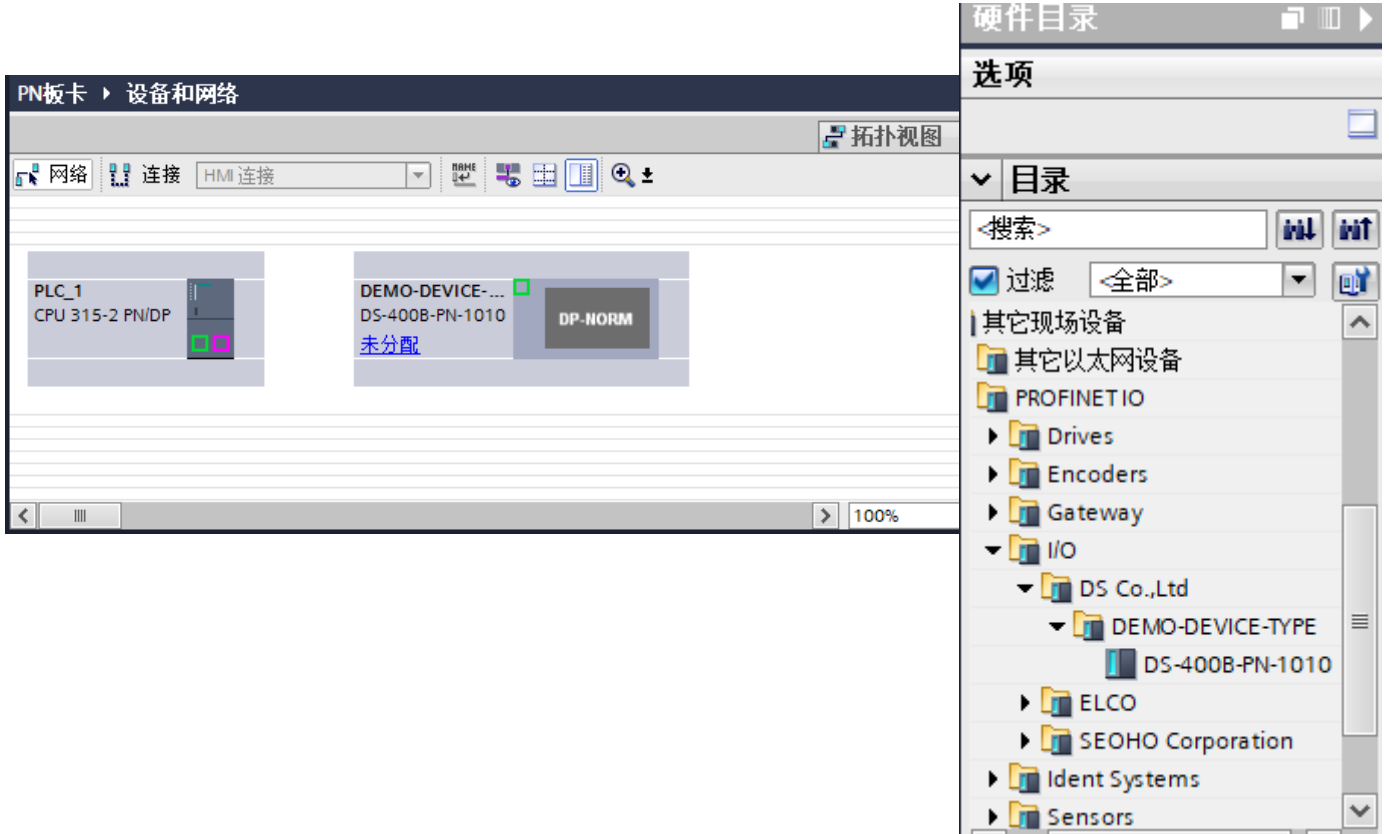 PN板卡 设备和网络
拓扑视图
网络 连接 HMI 连接
NAME
PLC_1
CPU 315-2 PN/DP
DEMO-DEVICE-...
DS-400B-PN-1010
未分配
DP-NORM
100%
硬件目录
选项
目录
<搜索>
过滤 <全部>
其它现场设备
其它以太网设备
PROFINET IO
Drives
Encoders
Gateway
I/O
DS Co.,Ltd
DEMO-DEVICE-TYPE
DS-400B-PN-1010
ELCO
SEOHO Corporation
Ident Systems
Sensors